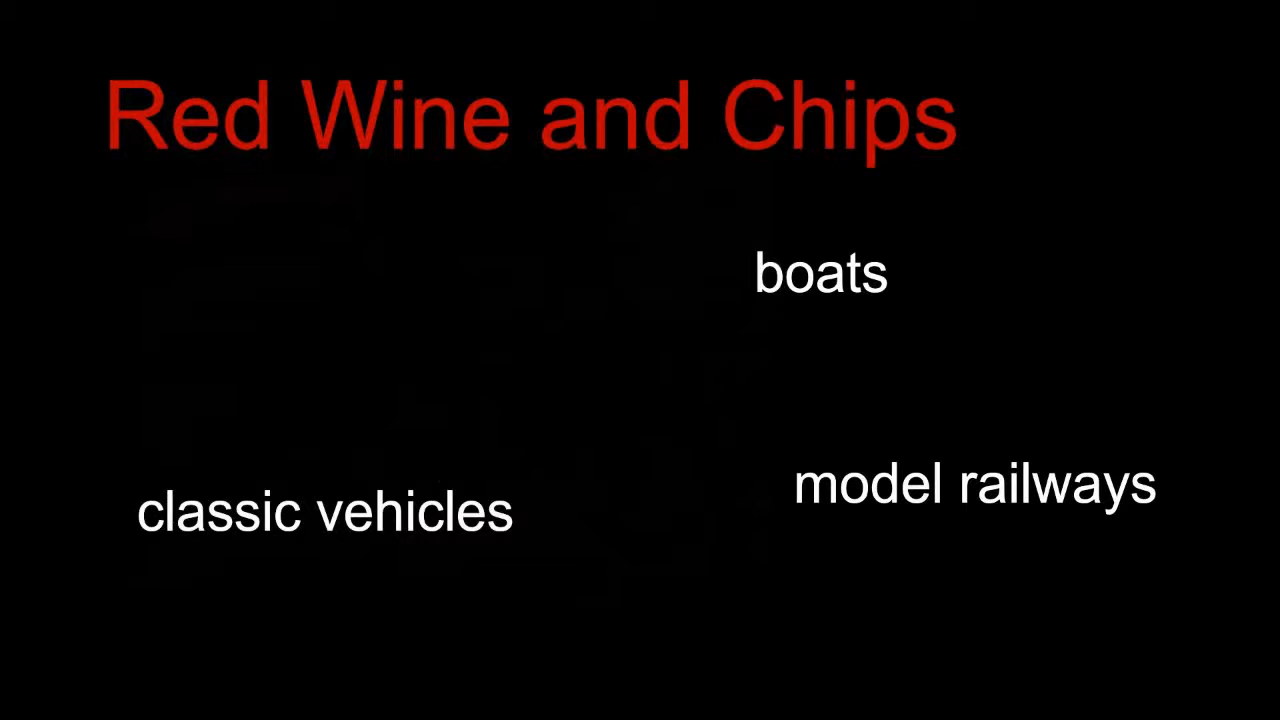 Red Wine and Chips
boats
model railways
classic vehicles